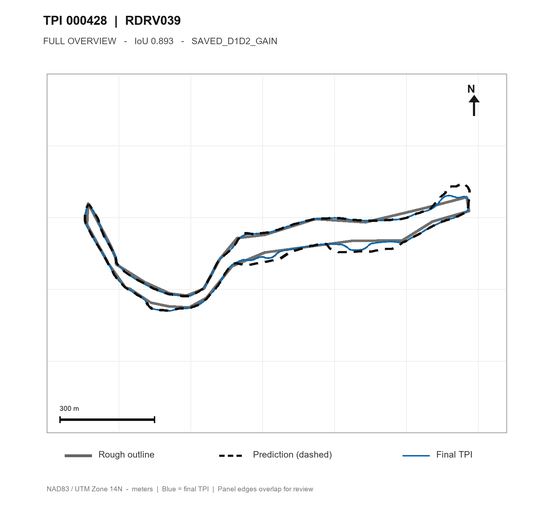 TPI 000428 | RDRV039
FULL OVERVIEW - IoU 0.893 - SAVED_D1D2_GAIN
N
300 m
Rough outline
Prediction (dashed)
Final TPI
NAD83 / UTM Zone 14N - meters | Blue = final TPI | Panel edges overlap for review